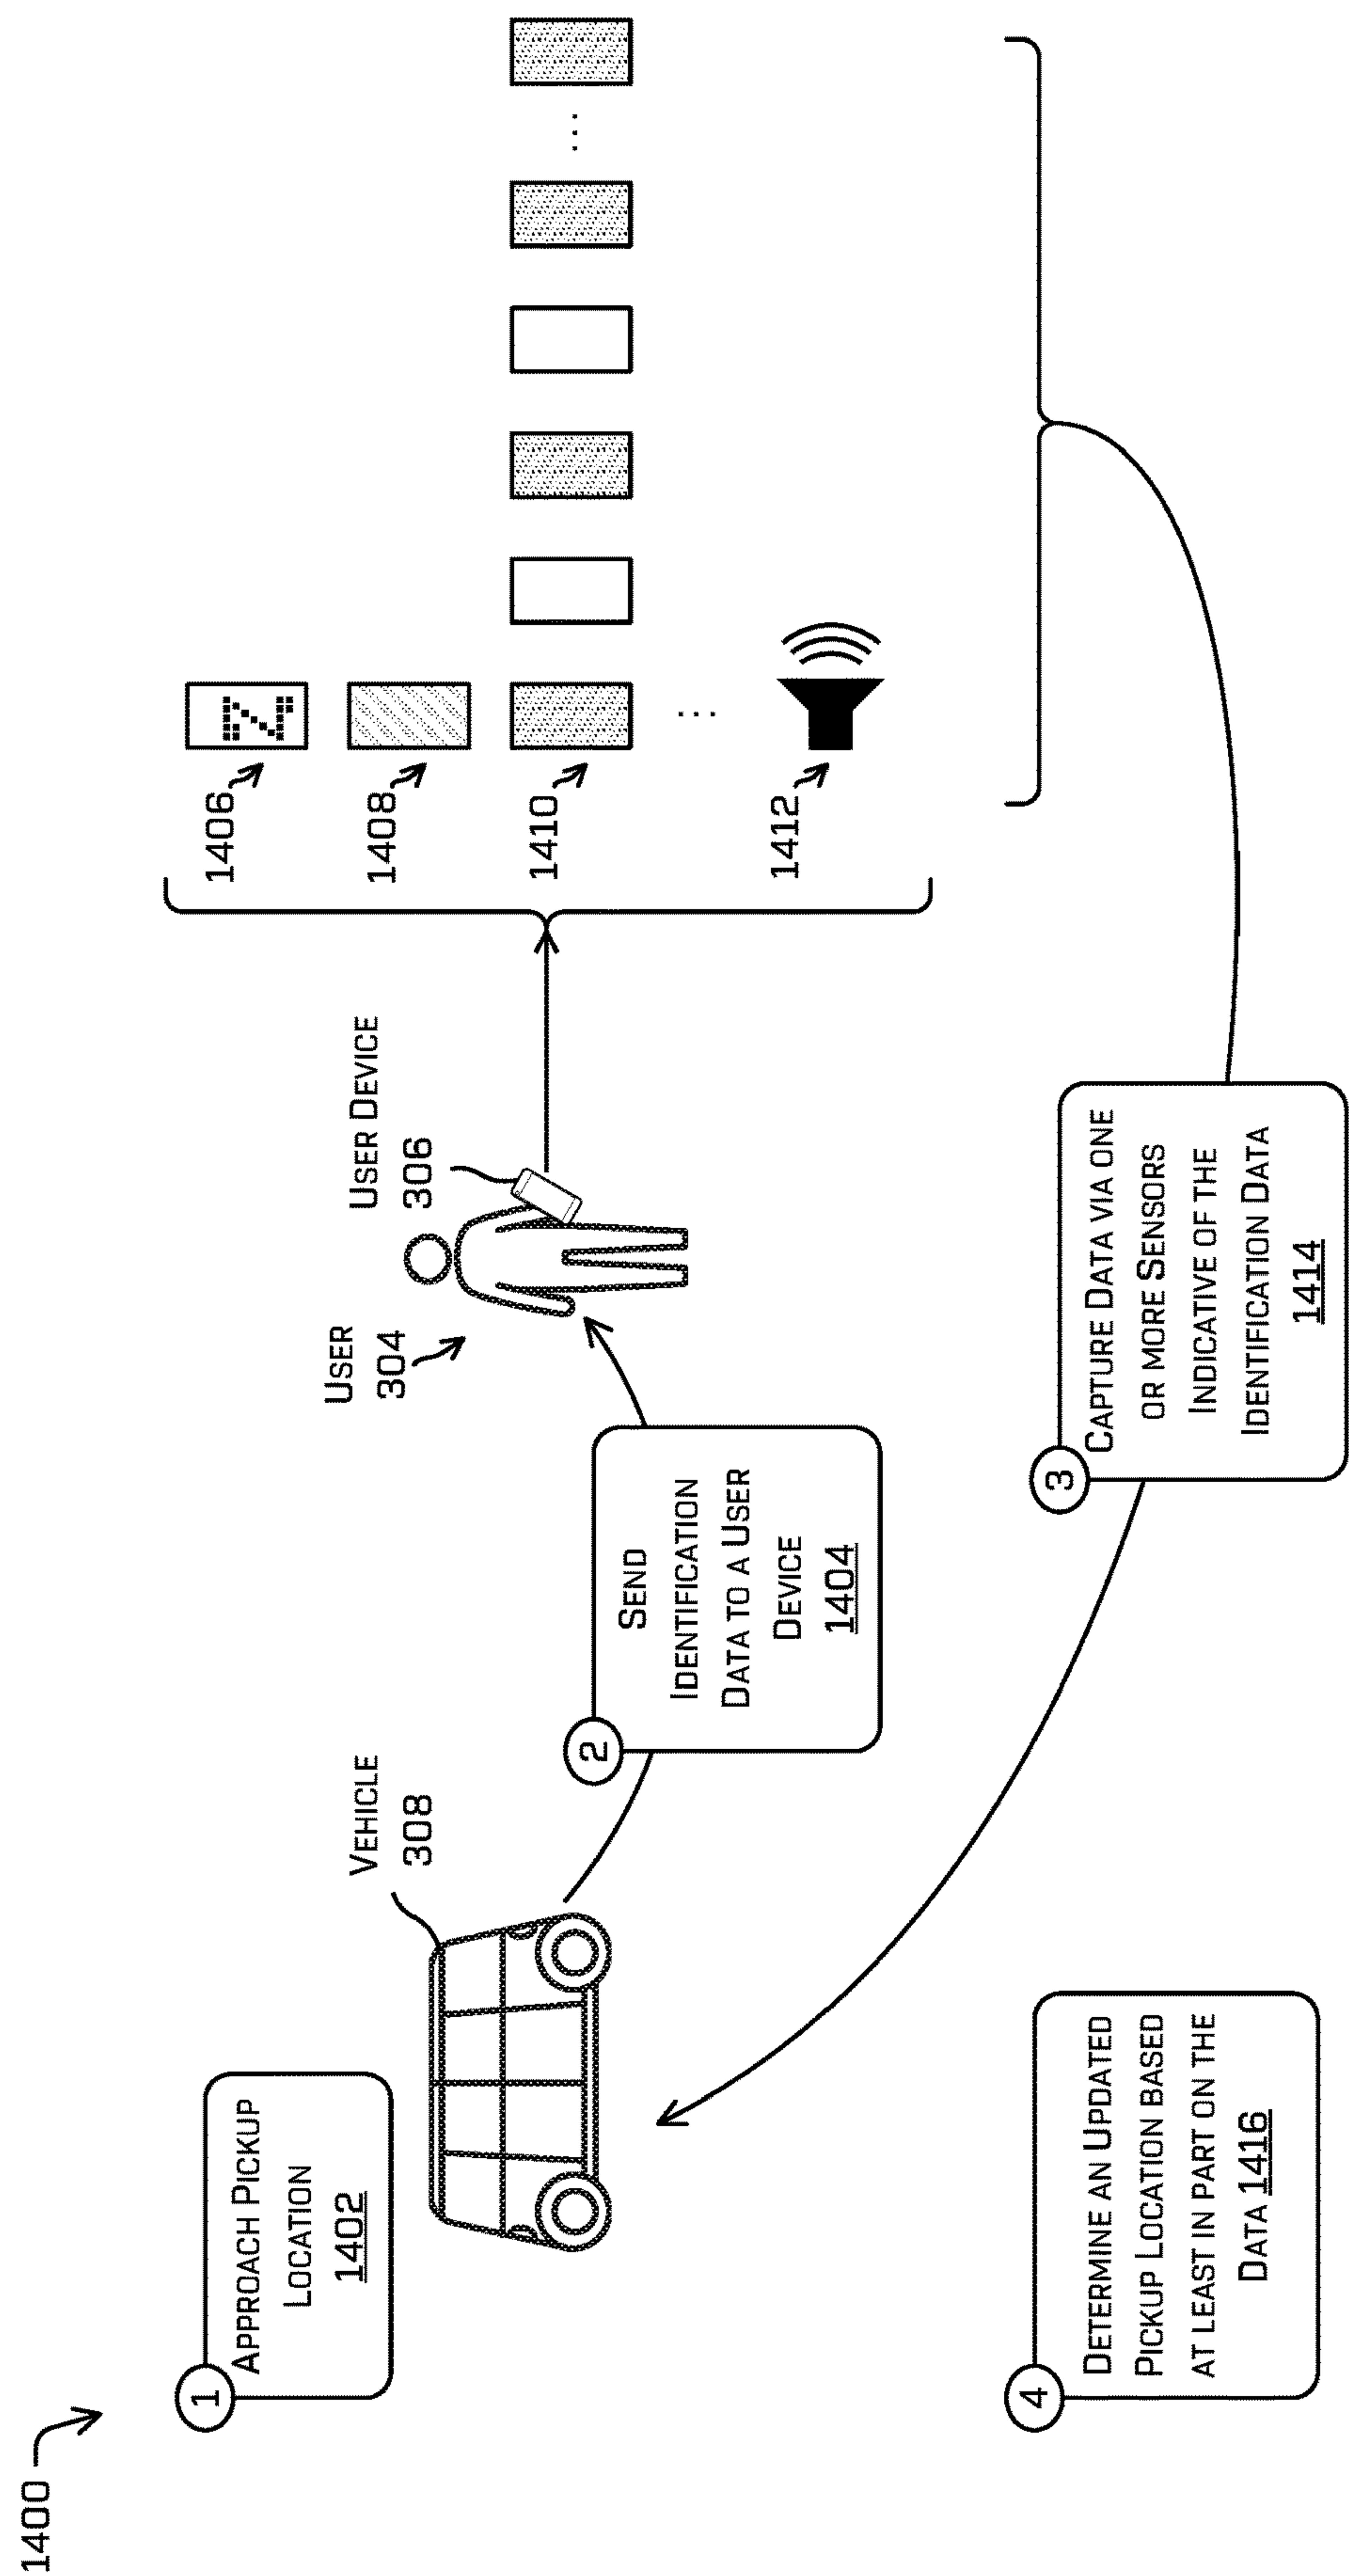 1400
1
APPROACH PICKUP
LOCATION
1402
VEHICLE
308
2
SEND
IDENTIFICATION
DATA TO A USER
DEVICE
1404
USER
304
USER DEVICE
306
1406
Z
1408
1410
...
...
1412
3
CAPTURE DATA VIA ONE
OR MORE SENSORS
INDICATIVE OF THE
IDENTIFICATION DATA
1414
4
DETERMINE AN UPDATED
PICKUP LOCATION BASED
AT LEAST IN PART ON THE
DATA 1416